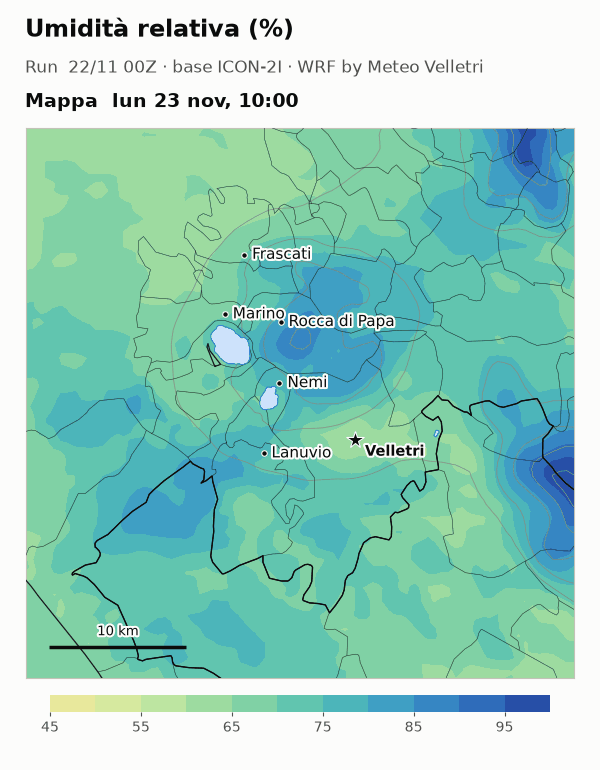 Umidità relativa (%)
Run  22/11 00Z · base ICON-2I · WRF by Meteo Velletri
Mappa  lun 23 nov, 10:00
Frascati
Marino
Rocca di Papa
Nemi
Velletri
Lanuvio
10 km
45 55 65 75 85 95